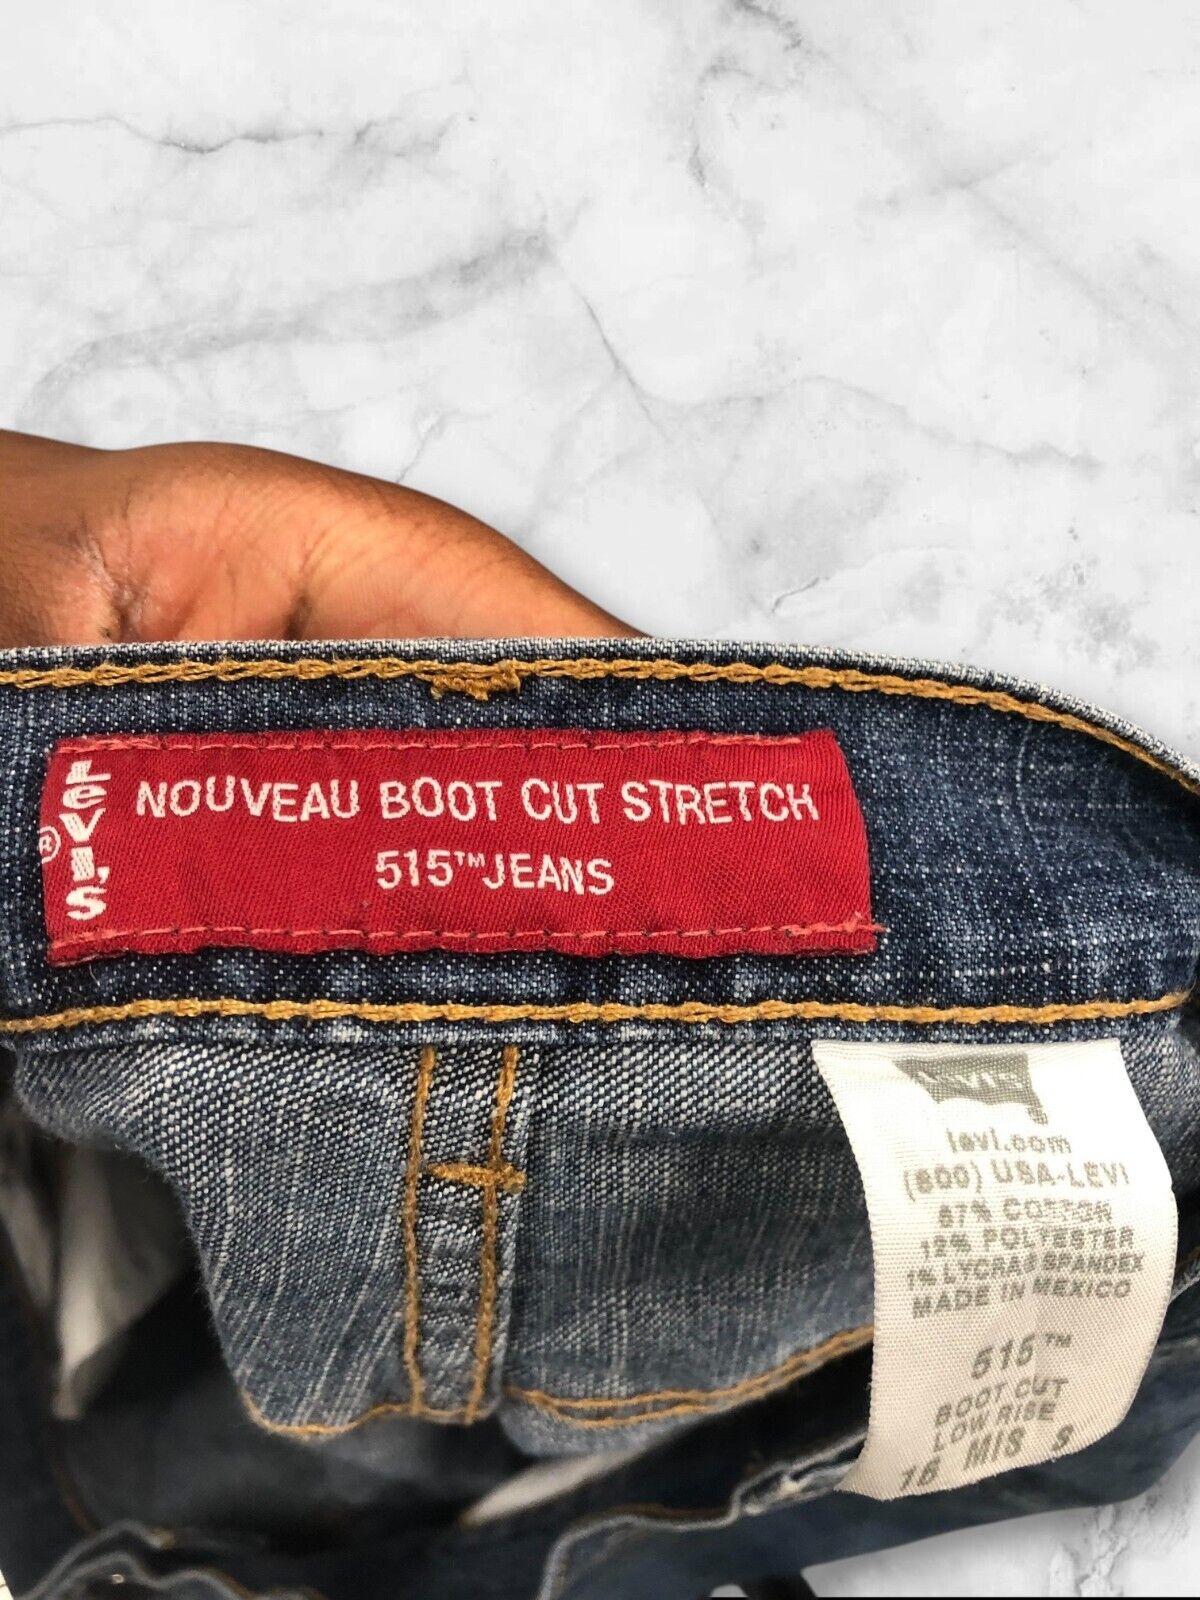 Levi's ®
NOUVEAU BOOT CUT STRETCH
515™ JEANS
LEVI'S
levi.com
(800) USA-LEVI
87% COTTON
12% POLYESTER
1% LYCRA® SPANDEX
MADE IN MEXICO
515™
BOOT CUT
LOW RISE
16 MIS S